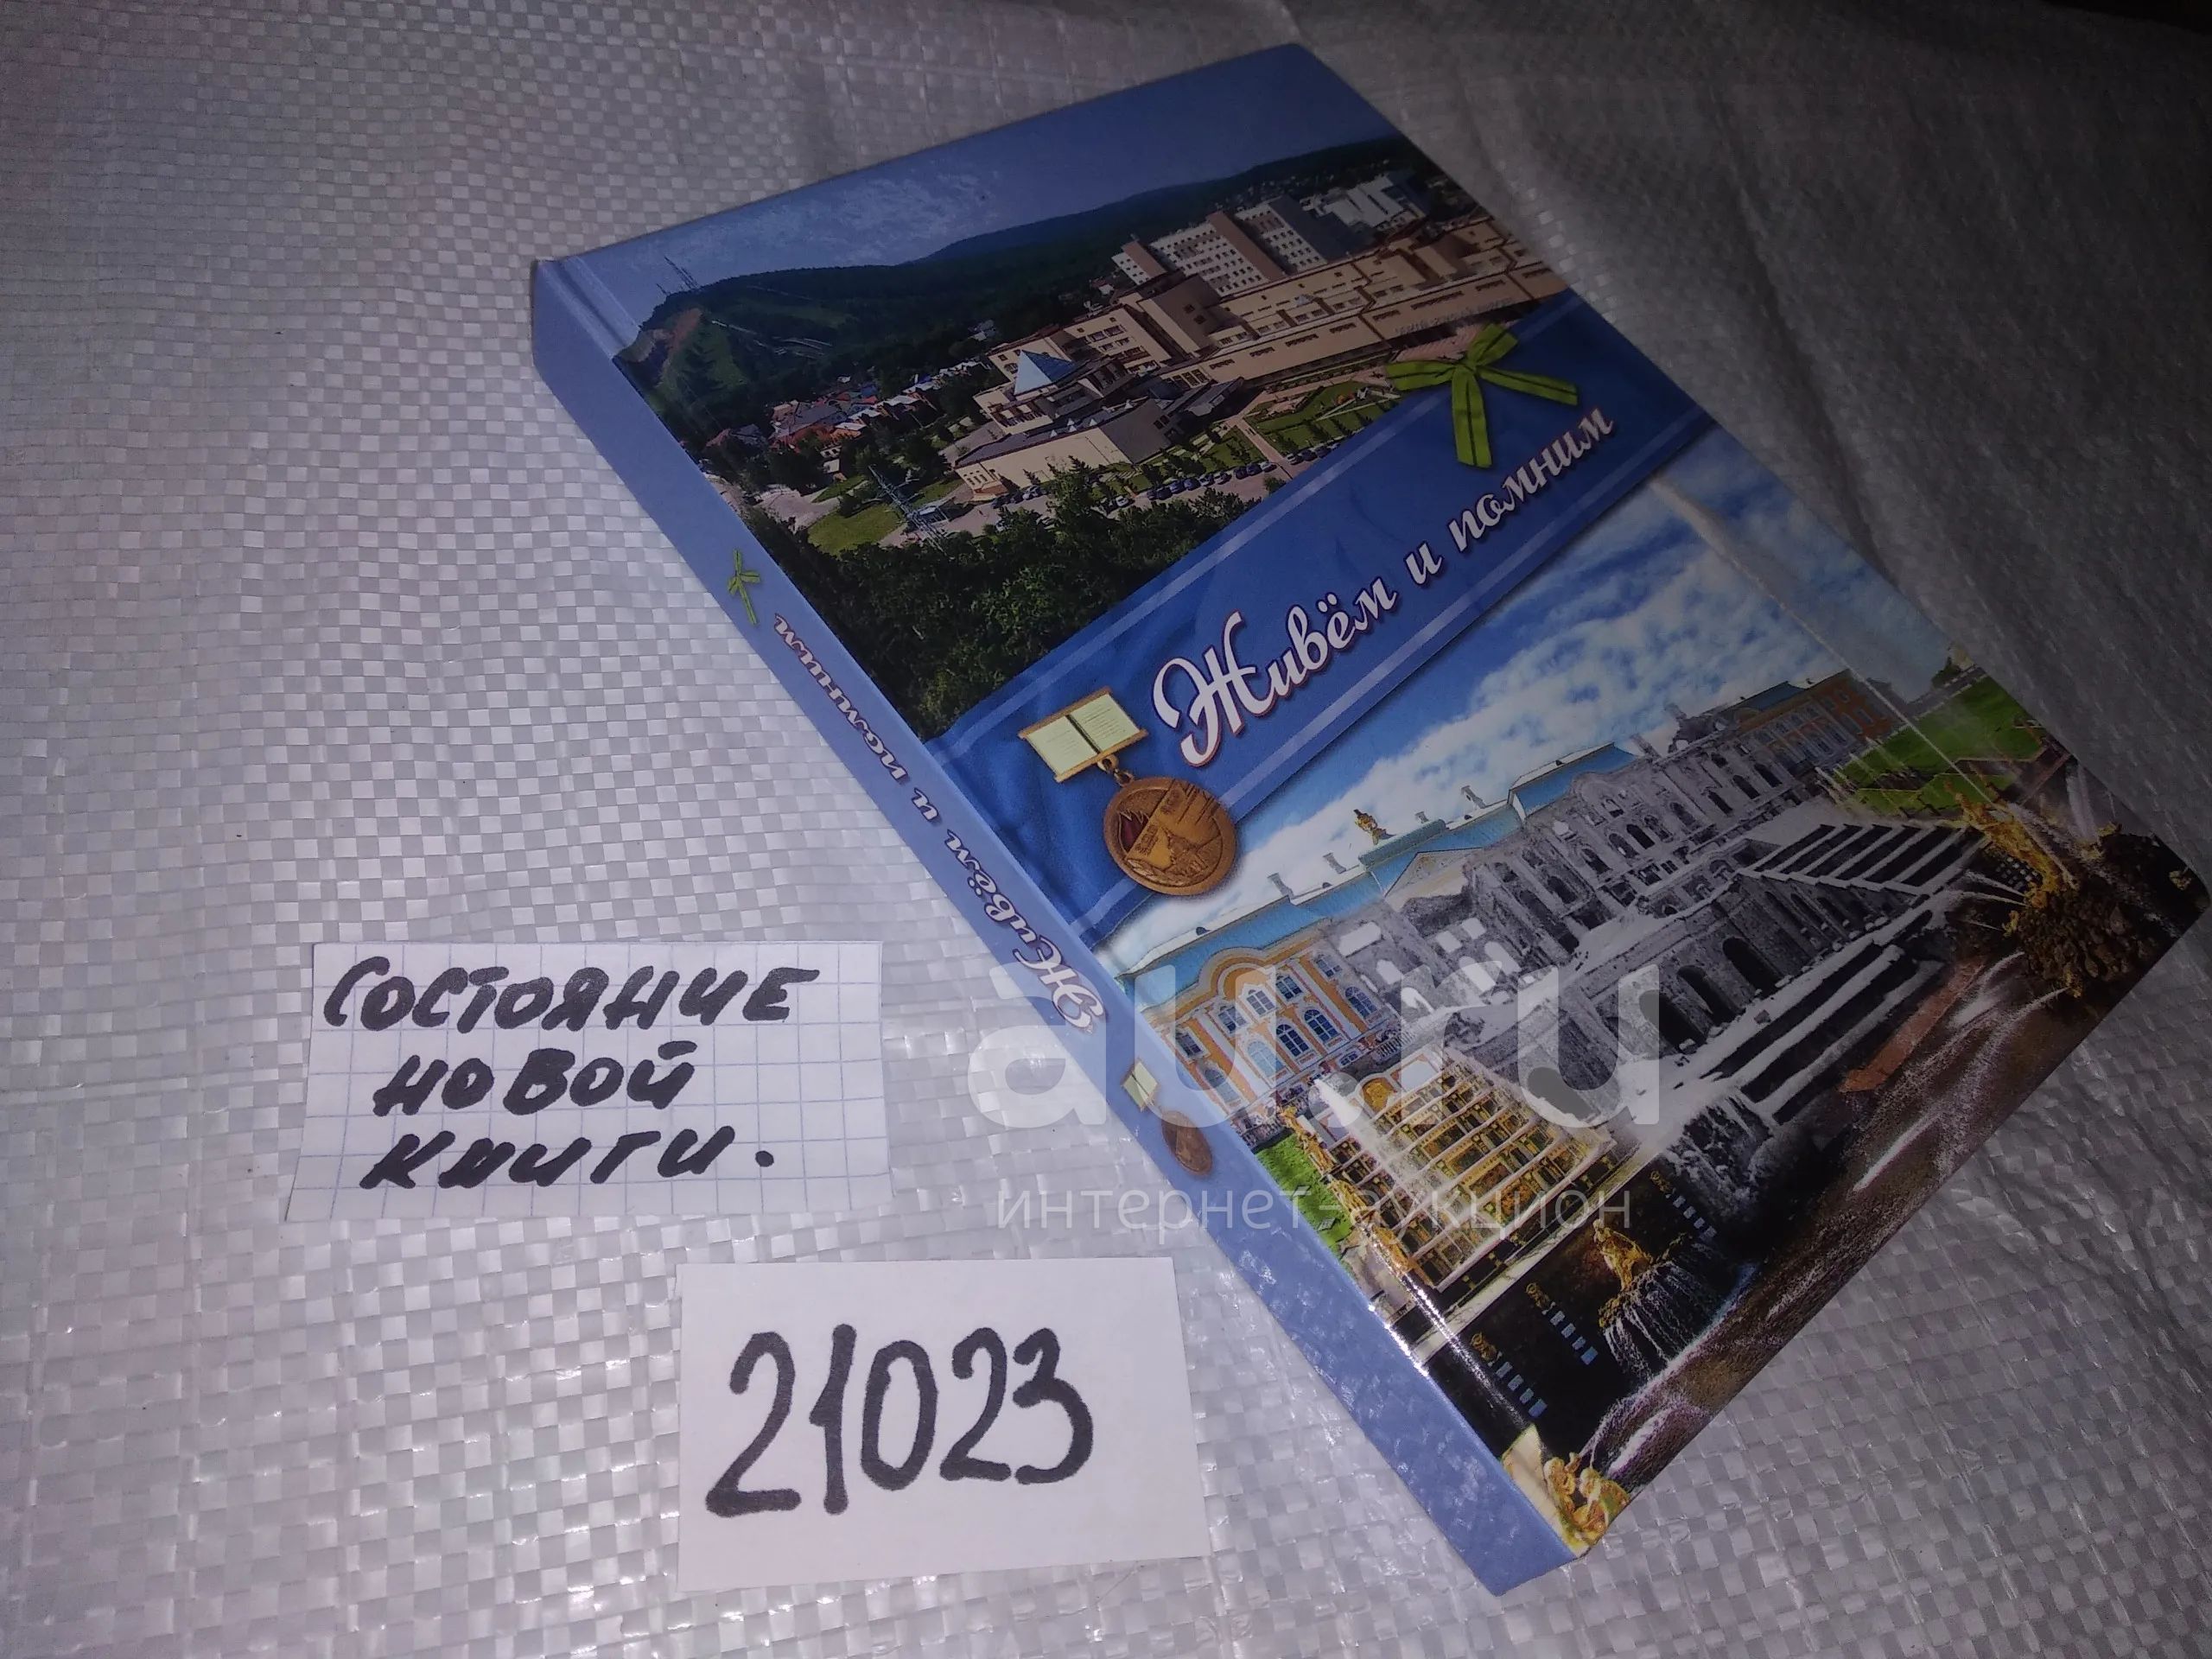 Живём и помним
Живём и помним
СОСТОЯНИЕ
НОВОЙ
КНИГИ.
21023
au.ru
интернет-аукцион